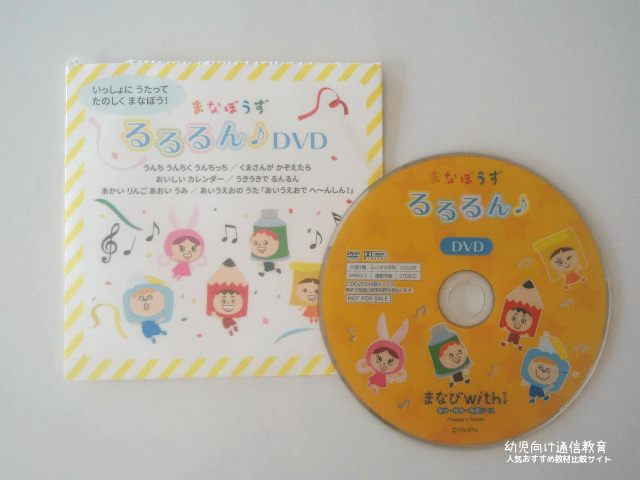 いっしょに うたって
たのしく まなぼう!
まなぼうず
るるるん♪DVD
うんち うんちく うんちっち / くまさんが かぞえたら
おいしい カレンダー / うきうきで るんるん
あかい りんご あおい うみ / あいうえおの うた「あいうえおで へ〜んしん!」
まなぼうず
るるるん♪
DVD
COLOR
STEREO
NOT FOR SALE
まなびwith
幼児向け通信教育
人気おすすめ教材比較サイト